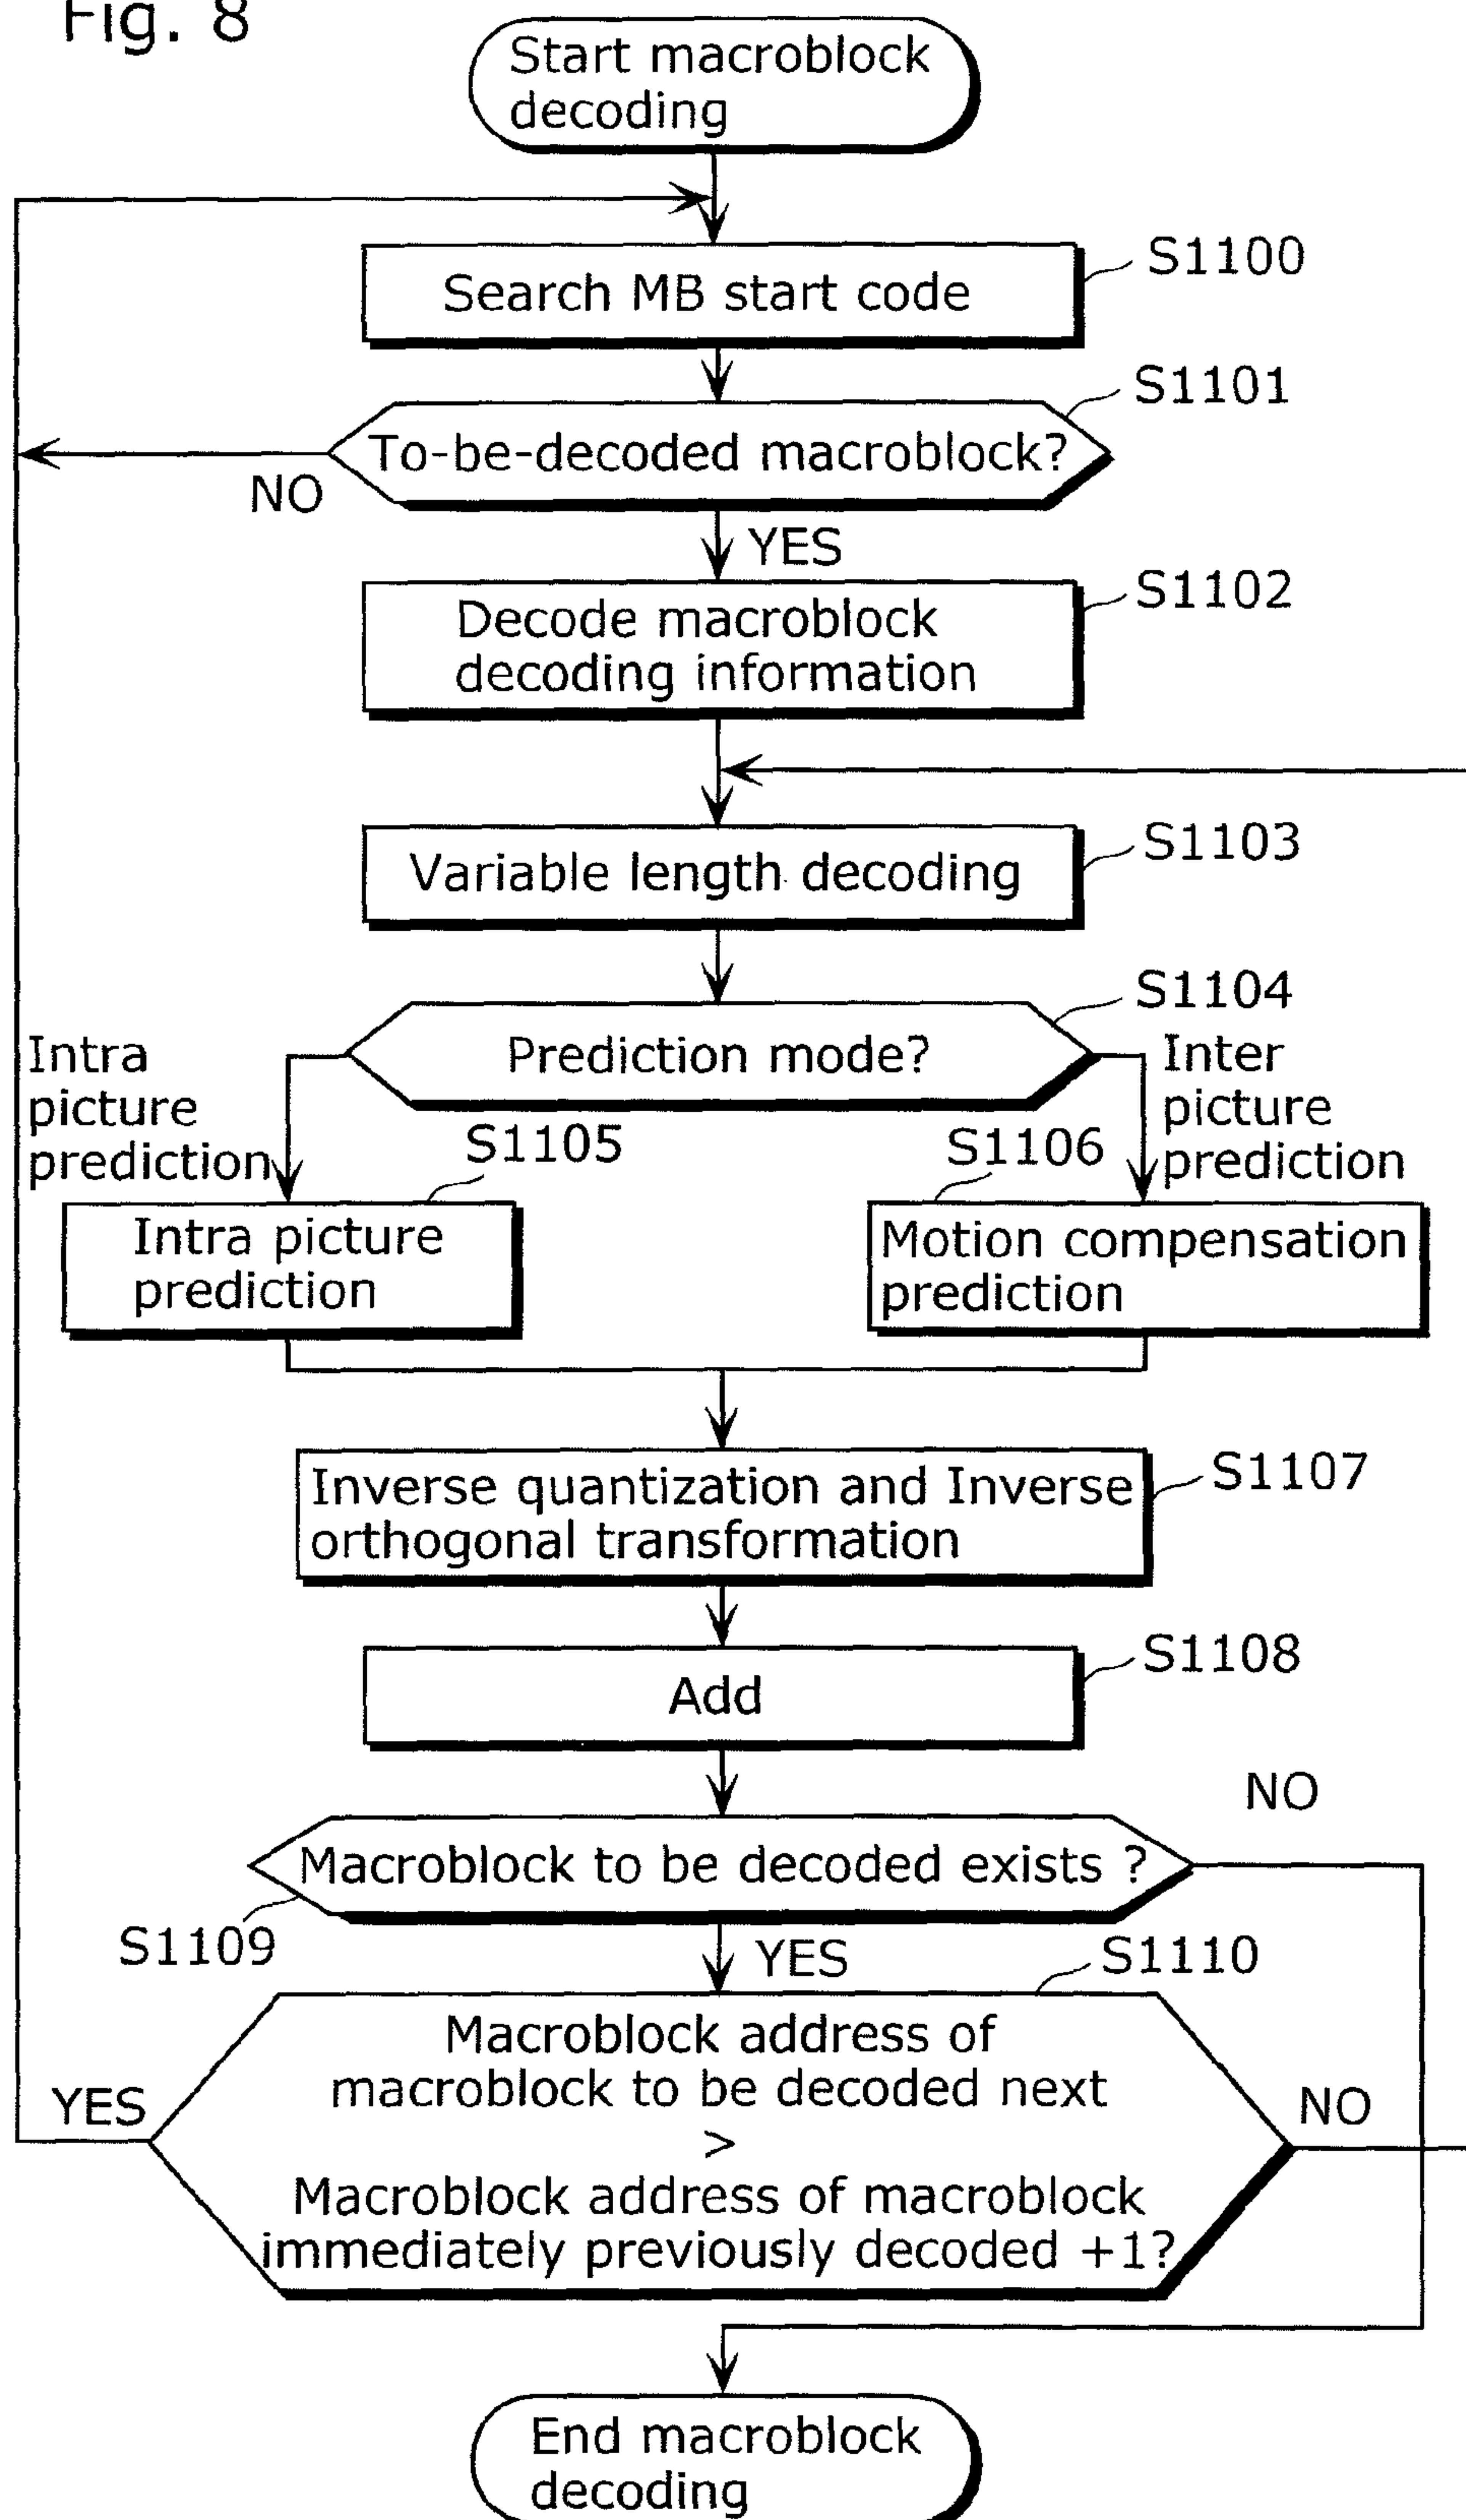 Fig. 8
Start macroblock
decoding
Search MB start code
S1100
S1101
To-be-decoded macroblock?
NO
YES
S1102
Decode macroblock
decoding information
S1103
Variable length decoding
S1104
Prediction mode?
Intra
picture
prediction
Inter
picture
prediction
S1105
S1106
Intra picture
prediction
Motion compensation
prediction
S1107
Inverse quantization and Inverse
orthogonal transformation
S1108
Add
NO
Macroblock to be decoded exists ?
S1109
YES
S1110
Macroblock address of
macroblock to be decoded next
>
Macroblock address of macroblock
immediately previously decoded +1?
YES
NO
End macroblock
decoding